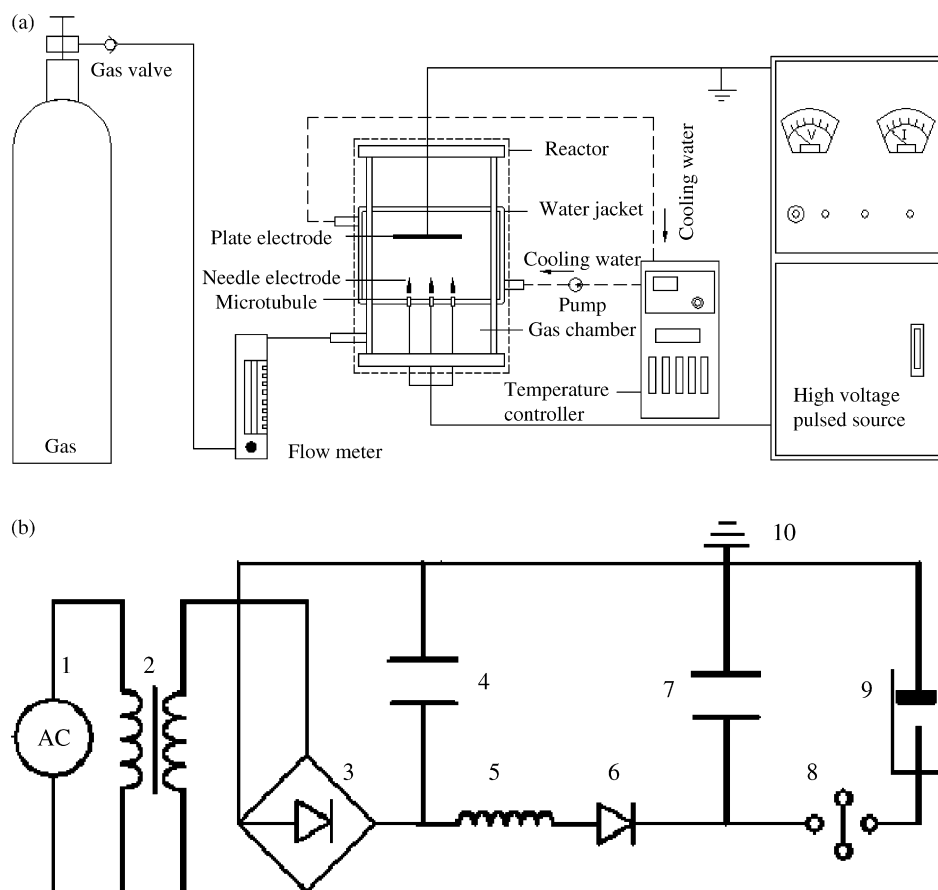 (a)
Gas valve
Reactor
Cooling water
Water jacket
Plate electrode
Cooling water
Needle electrode
Microtubule
Pump
Gas chamber
Temperature
controller
V
I
High voltage
pulsed source
Gas
Flow meter
(b)
10
1
2
4
7
9
AC
3
5
6
8